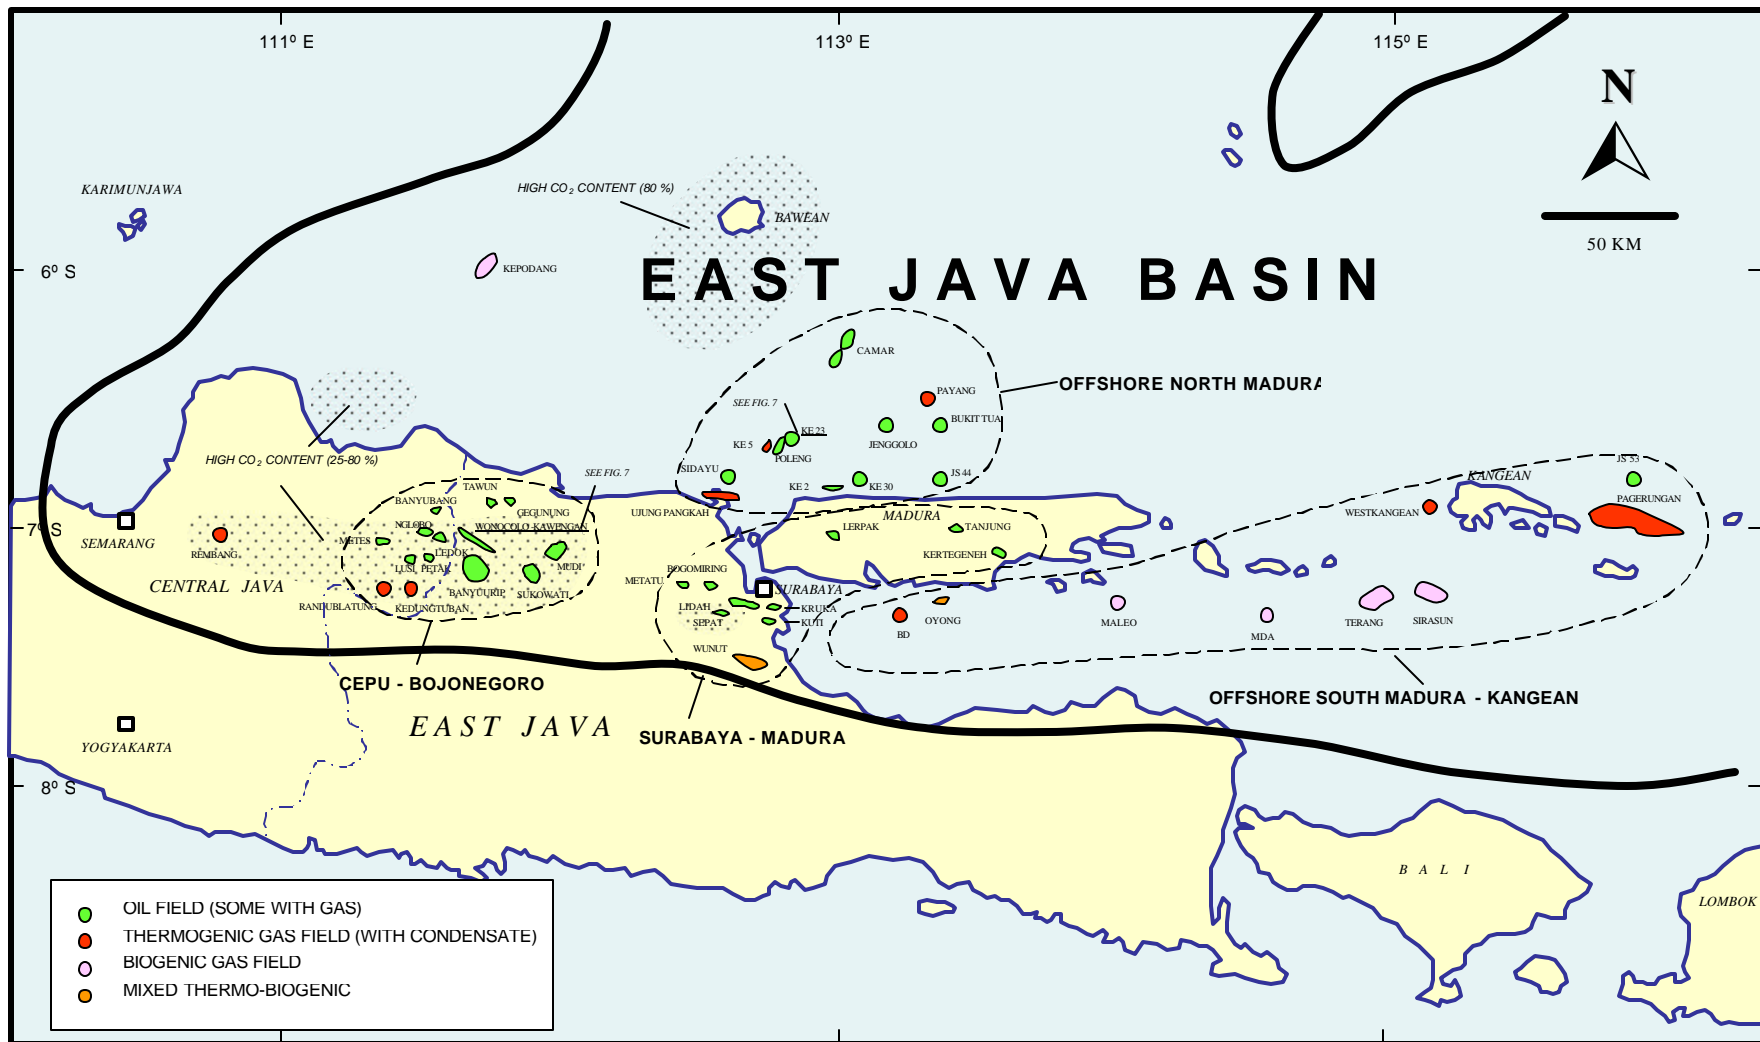 111º E
113º E
115º E
N
50 KM
KARIMUNJAWA
HIGH CO₂ CONTENT (80 %)
BAWEAN
6º S
KEPODANG
EAST JAVA BASIN
CAMAR
PAYANG
OFFSHORE NORTH MADURA
SEE FIG. 7
BUKIT TUA
KE 23
KE 5
JENGGOLO
POLENG
HIGH CO₂ CONTENT (25-80 %)
SEE FIG. 7
SIDAYU
JS 44
KE 2
KE 30
JS 53
KANGEAN
TAWUN
BANYUBANG
GEGUNUNG
UJUNG PANGKAH
MADURA
WESTKANGEAN
PAGERUNGAN
7º S
NGLOBO
WONOCOLO-KAWENGAN
LERPAK
TANJUNG
SEMARANG
METES
REMBANG
LEDOK
KERTEGENEH
LUSI
PETAK
MUDI
BOGOMIRING
METATU
CENTRAL JAVA
BANYUURIP
SUKOWATI
SURABAYA
RANDUBLATUNG
KEDUNGTUBAN
LIDAH
KRUKA
SEPAT
KUTI
BD
OYONG
MALEO
MDA
TERANG
SIRASUN
WUNUT
CEPU - BOJONEGORO
OFFSHORE SOUTH MADURA - KANGEAN
EAST JAVA
SURABAYA - MADURA
YOGYAKARTA
8º S
BALI
LOMBOK
OIL FIELD (SOME WITH GAS)
THERMOGENIC GAS FIELD (WITH CONDENSATE)
BIOGENIC GAS FIELD
MIXED THERMO-BIOGENIC